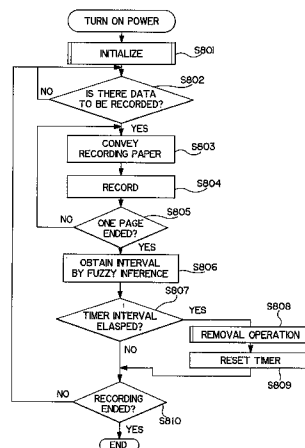 TURN ON POWER
INITIALIZE
S801
S802
NO
IS THERE DATA
TO BE RECORDED?
YES
CONVEY
RECORDING PAPER
S803
RECORD
S804
S805
NO
ONE PAGE
ENDED?
YES
OBTAIN INTERVAL
BY FUZZY INFERENCE
S806
S807
TIMER INTERVAL
ELASPED?
YES
S808
REMOVAL OPERATION
NO
RESET TIMER
S809
NO
RECORDING
ENDED?
S810
YES
END